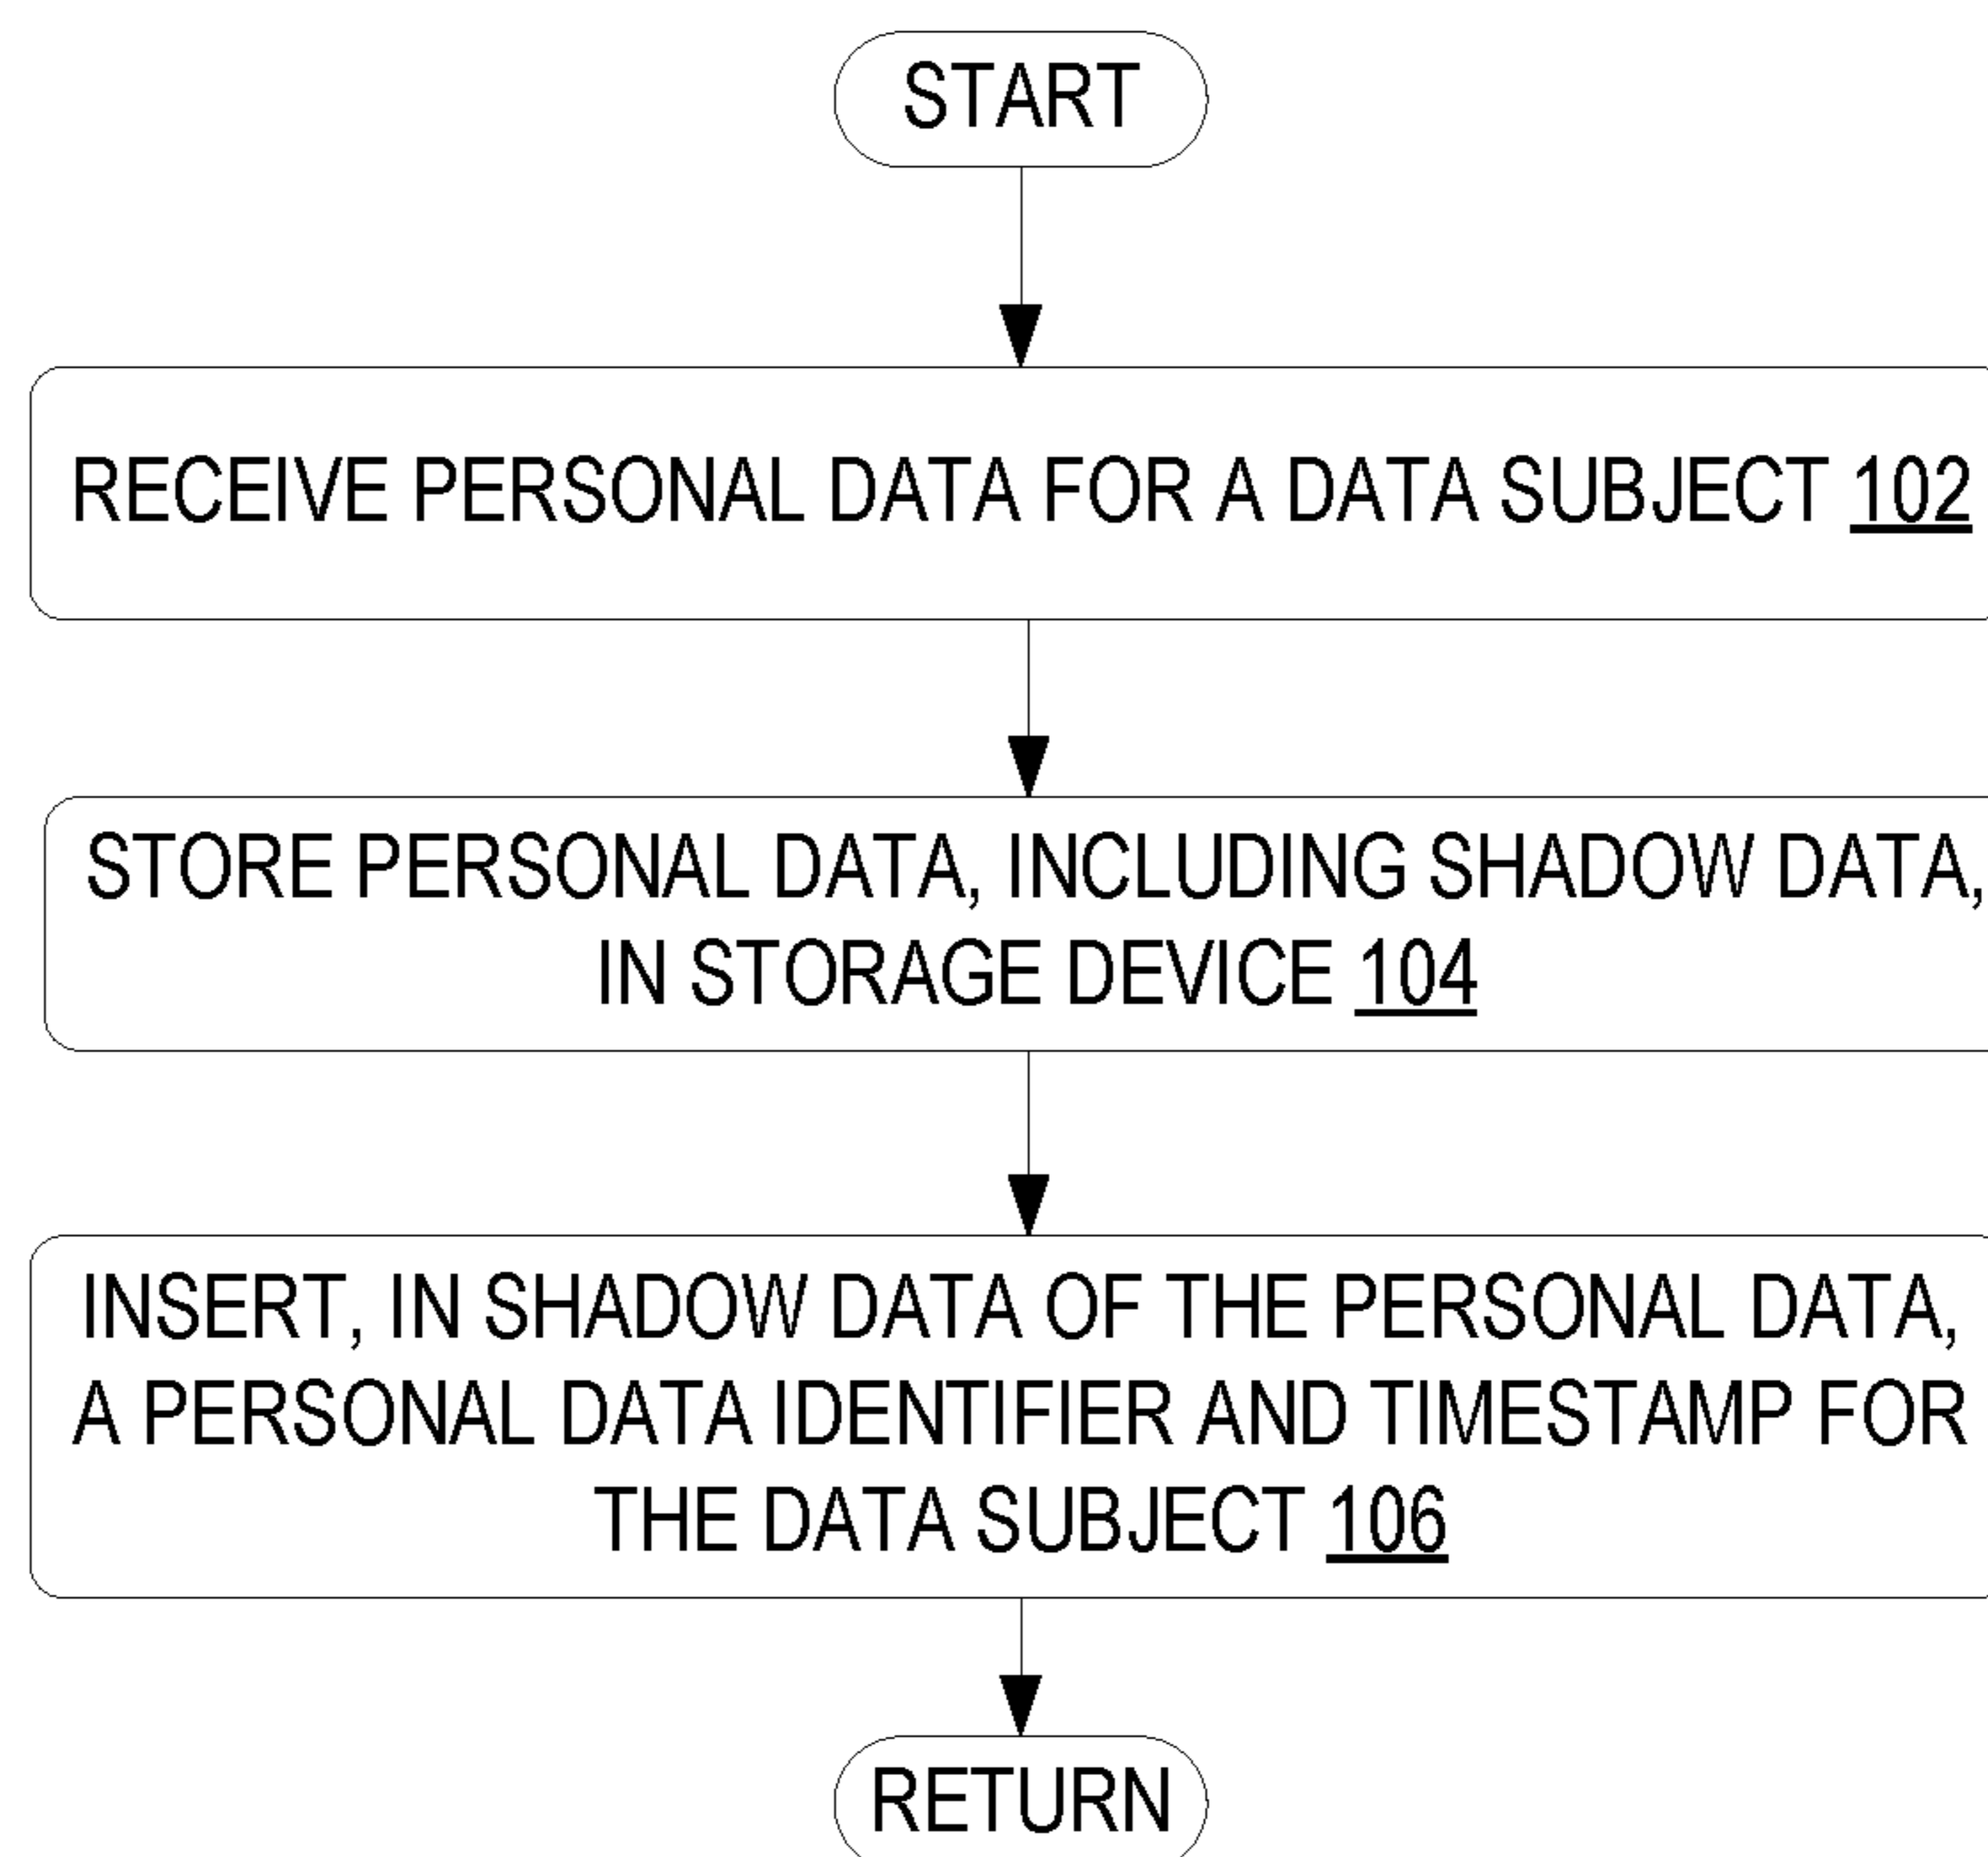 START
RECEIVE PERSONAL DATA FOR A DATA SUBJECT 102
STORE PERSONAL DATA, INCLUDING SHADOW DATA,
IN STORAGE DEVICE 104
INSERT, IN SHADOW DATA OF THE PERSONAL DATA,
A PERSONAL DATA IDENTIFIER AND TIMESTAMP FOR
THE DATA SUBJECT 106
RETURN